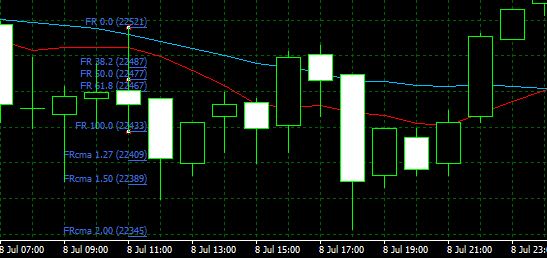 FR 0.0 (22521)
FR 38.2 (22487)
FR 50.0 (22477)
FR 61.8 (22467)
FR 100.0 (22433)
FRcma 1.27 (22409)
FRcma 1.50 (22389)
FRcma 2.00 (22345)
8 Jul 07:00 8 Jul 09:00 8 Jul 11:00 8 Jul 13:00 8 Jul 15:00 8 Jul 17:00 8 Jul 19:00 8 Jul 21:00 8 Jul 23: